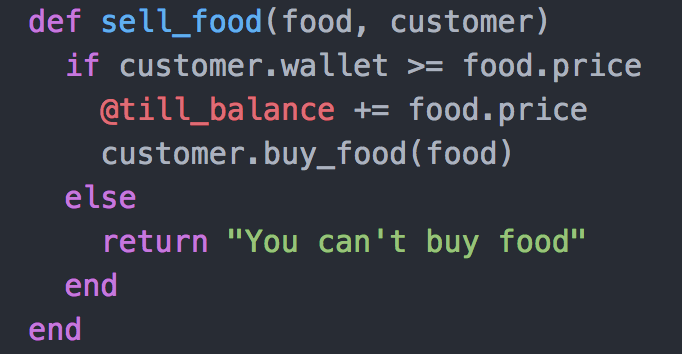 def sell_food(food, customer)
  if customer.wallet >= food.price
    @till_balance += food.price
    customer.buy_food(food)
  else
    return "You can't buy food"
  end
end